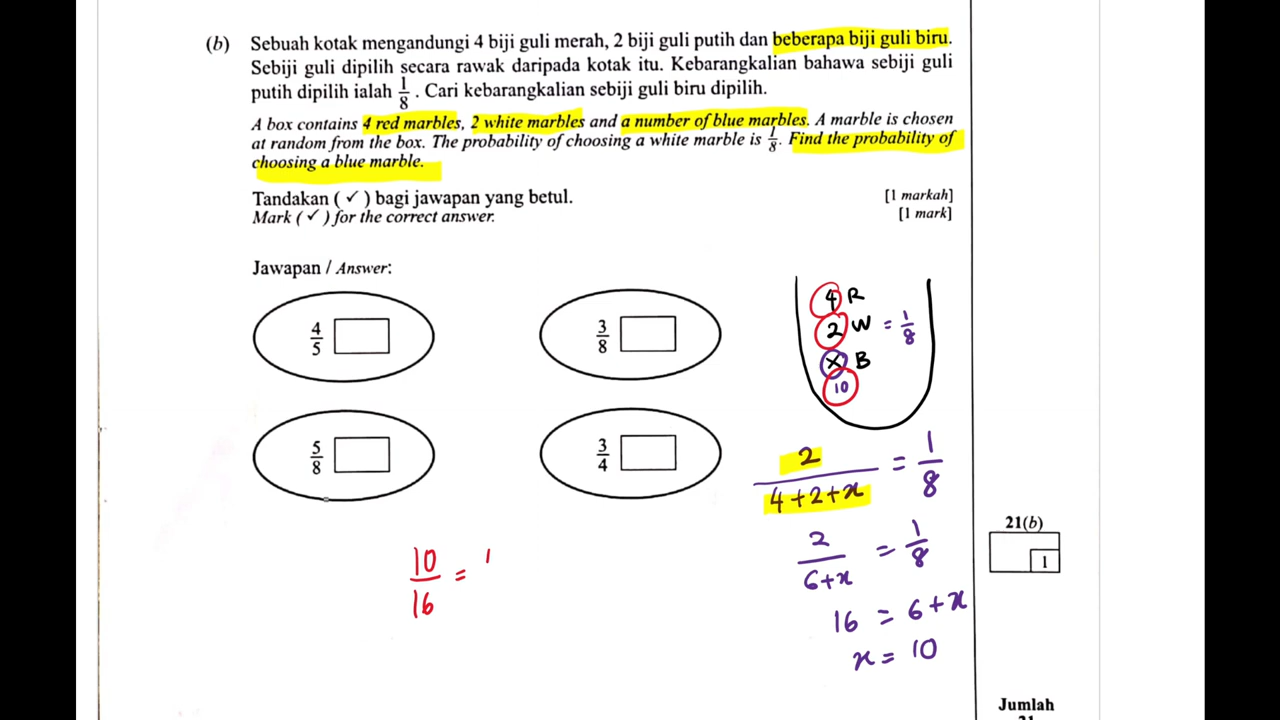 (b) Sebuah kotak mengandungi 4 biji guli merah, 2 biji guli putih dan beberapa biji guli biru.
Sebiji guli dipilih secara rawak daripada kotak itu. Kebarangkalian bahawa sebiji guli
putih dipilih ialah 1/8 . Cari kebarangkalian sebiji guli biru dipilih.
A box contains 4 red marbles, 2 white marbles and a number of blue marbles. A marble is chosen
at random from the box. The probability of choosing a white marble is 1/8. Find the probability of
choosing a blue marble.
Tandakan ( ✓ ) bagi jawapan yang betul. [1 markah]
Mark ( ✓ ) for the correct answer. [1 mark]
Jawapan / Answer:
4/5
3/8
5/8
3/4
4 R
2 W = 1/8
x B
10
2/(4+2+x) = 1/8
2/(6+x) = 1/8
16 = 6+x
x = 10
10/16 =
21(b)
1
Jumlah